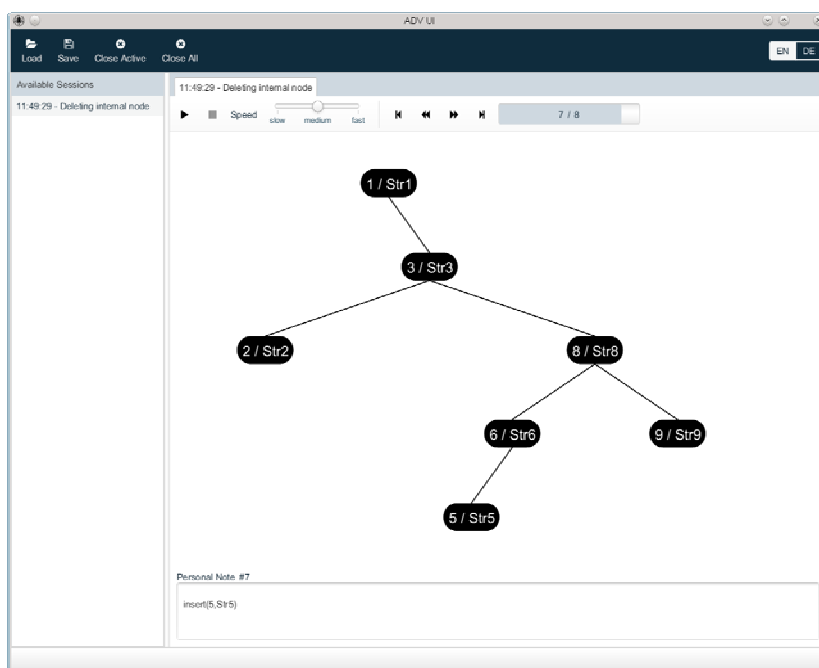 ADV UI
Load Save Close Active Close All
EN DE
Available Sessions
11:49:29 - Deleting internal node
11:49:29 - Deleting internal node
Speed
slow medium fast
7 / 8
1 / Str1
3 / Str3
2 / Str2
8 / Str8
6 / Str6
9 / Str9
5 / Str5
Personal Note #7
insert(5,Str5)